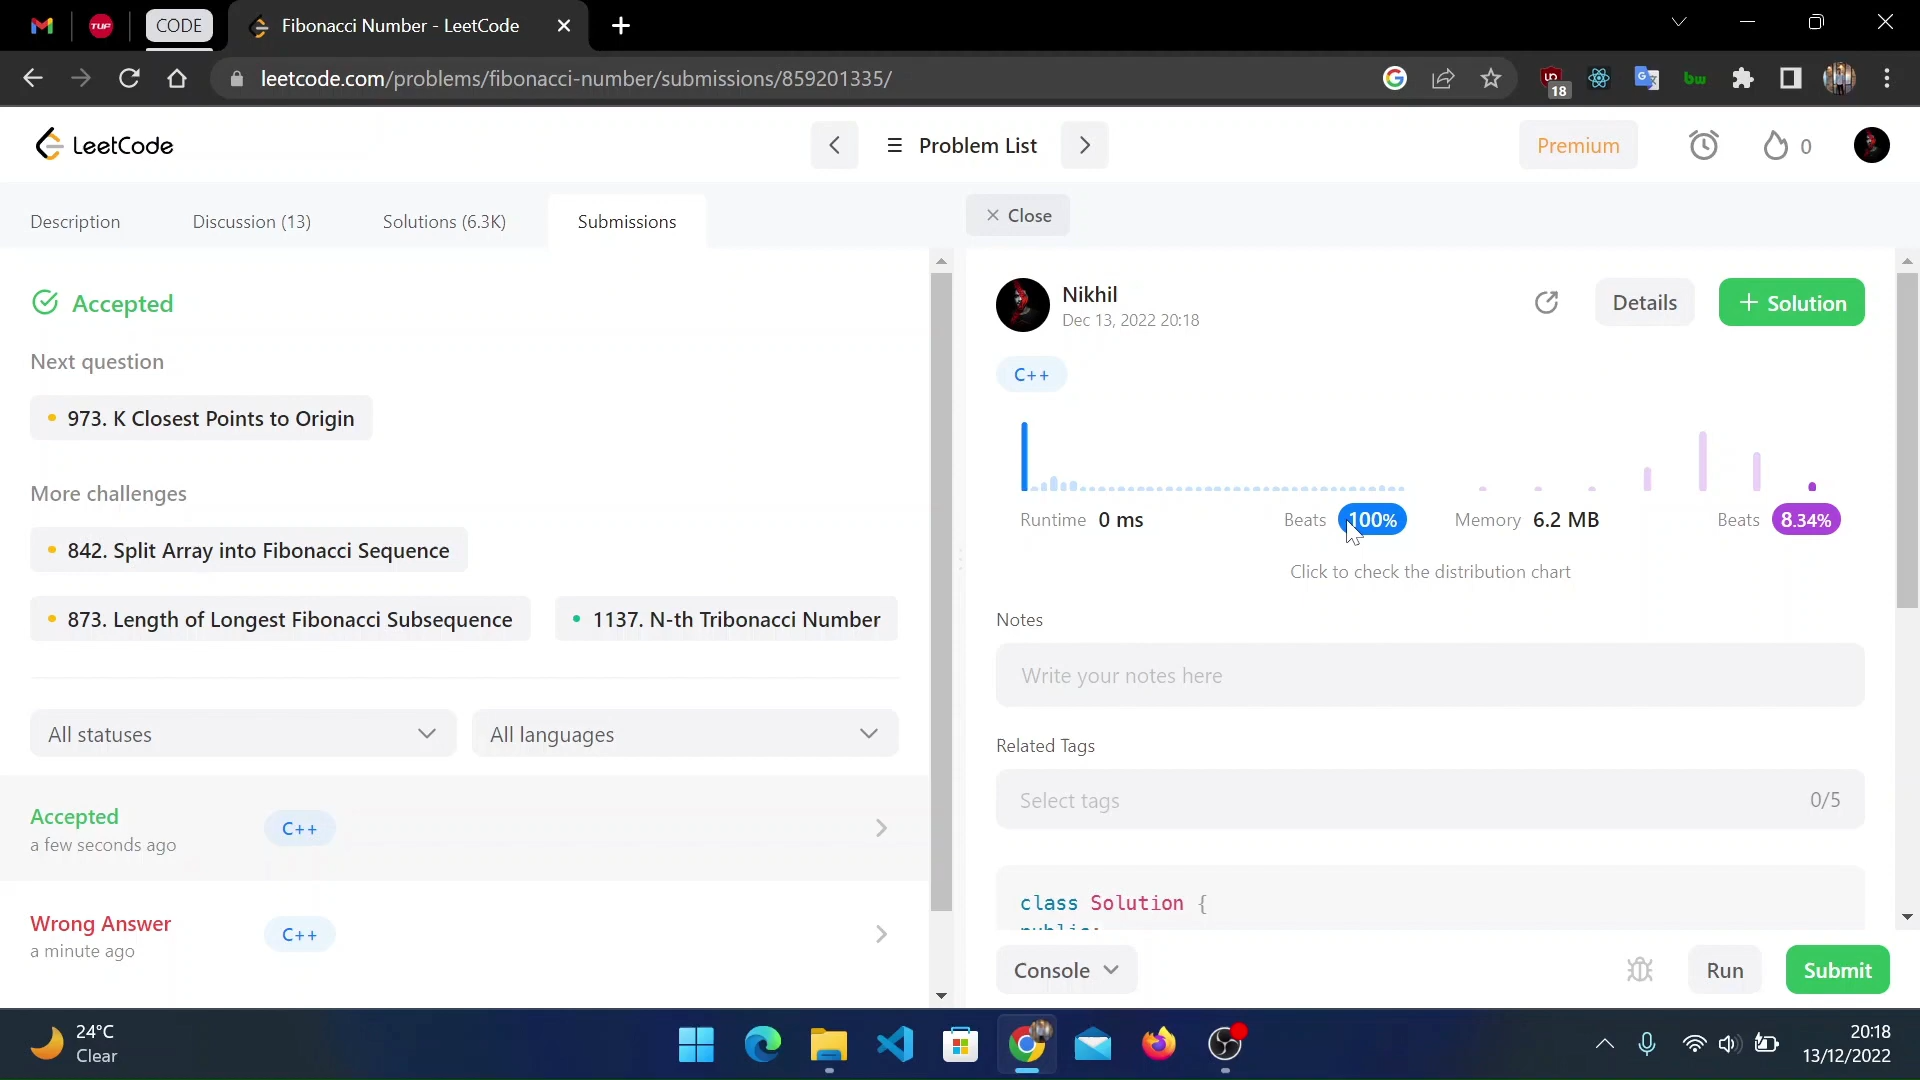 CODE
Fibonacci Number - LeetCode
leetcode.com/problems/fibonacci-number/submissions/859201335/
18
LeetCode
Problem List
Premium
0
Description
Discussion (13)
Solutions (6.3K)
Submissions
Close
Accepted
Next question
973. K Closest Points to Origin
More challenges
842. Split Array into Fibonacci Sequence
873. Length of Longest Fibonacci Subsequence
1137. N-th Tribonacci Number
All statuses
All languages
Accepted
a few seconds ago
C++
Wrong Answer
a minute ago
C++
Nikhil
Dec 13, 2022 20:18
Details
+ Solution
C++
Runtime 0 ms
Beats 100%
Memory 6.2 MB
Beats 8.34%
Click to check the distribution chart
Notes
Write your notes here
Related Tags
Select tags
0/5
class Solution {
public:
Console
Run
Submit
24°C
Clear
20:18
13/12/2022